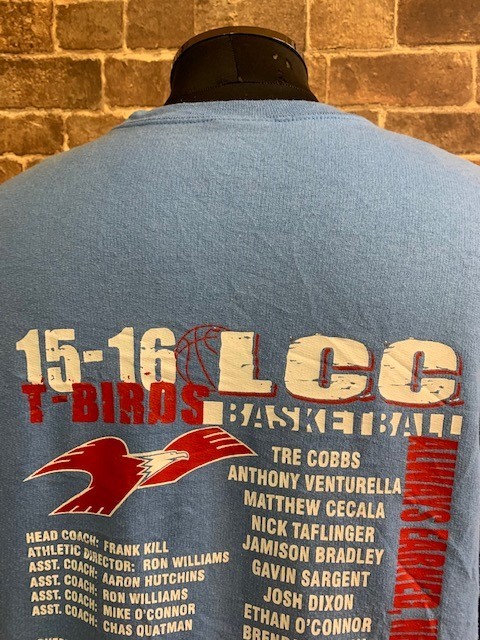 15-16 LCC
T-BIRDS BASKETBALL
TRE COBBS
ANTHONY VENTURELLA
MATTHEW CECALA
NICK TAFLINGER
JAMISON BRADLEY
GAVIN SARGENT
JOSH DIXON
ETHAN O'CONNOR
HEAD COACH: FRANK KILL
ATHLETIC DIRECTOR: RON WILLIAMS
ASST. COACH: AARON HUTCHINS
ASST. COACH: RON WILLIAMS
ASST. COACH: MIKE O'CONNOR
ASST. COACH: CHAS QUATMAN
ALWAYS EARNED, N